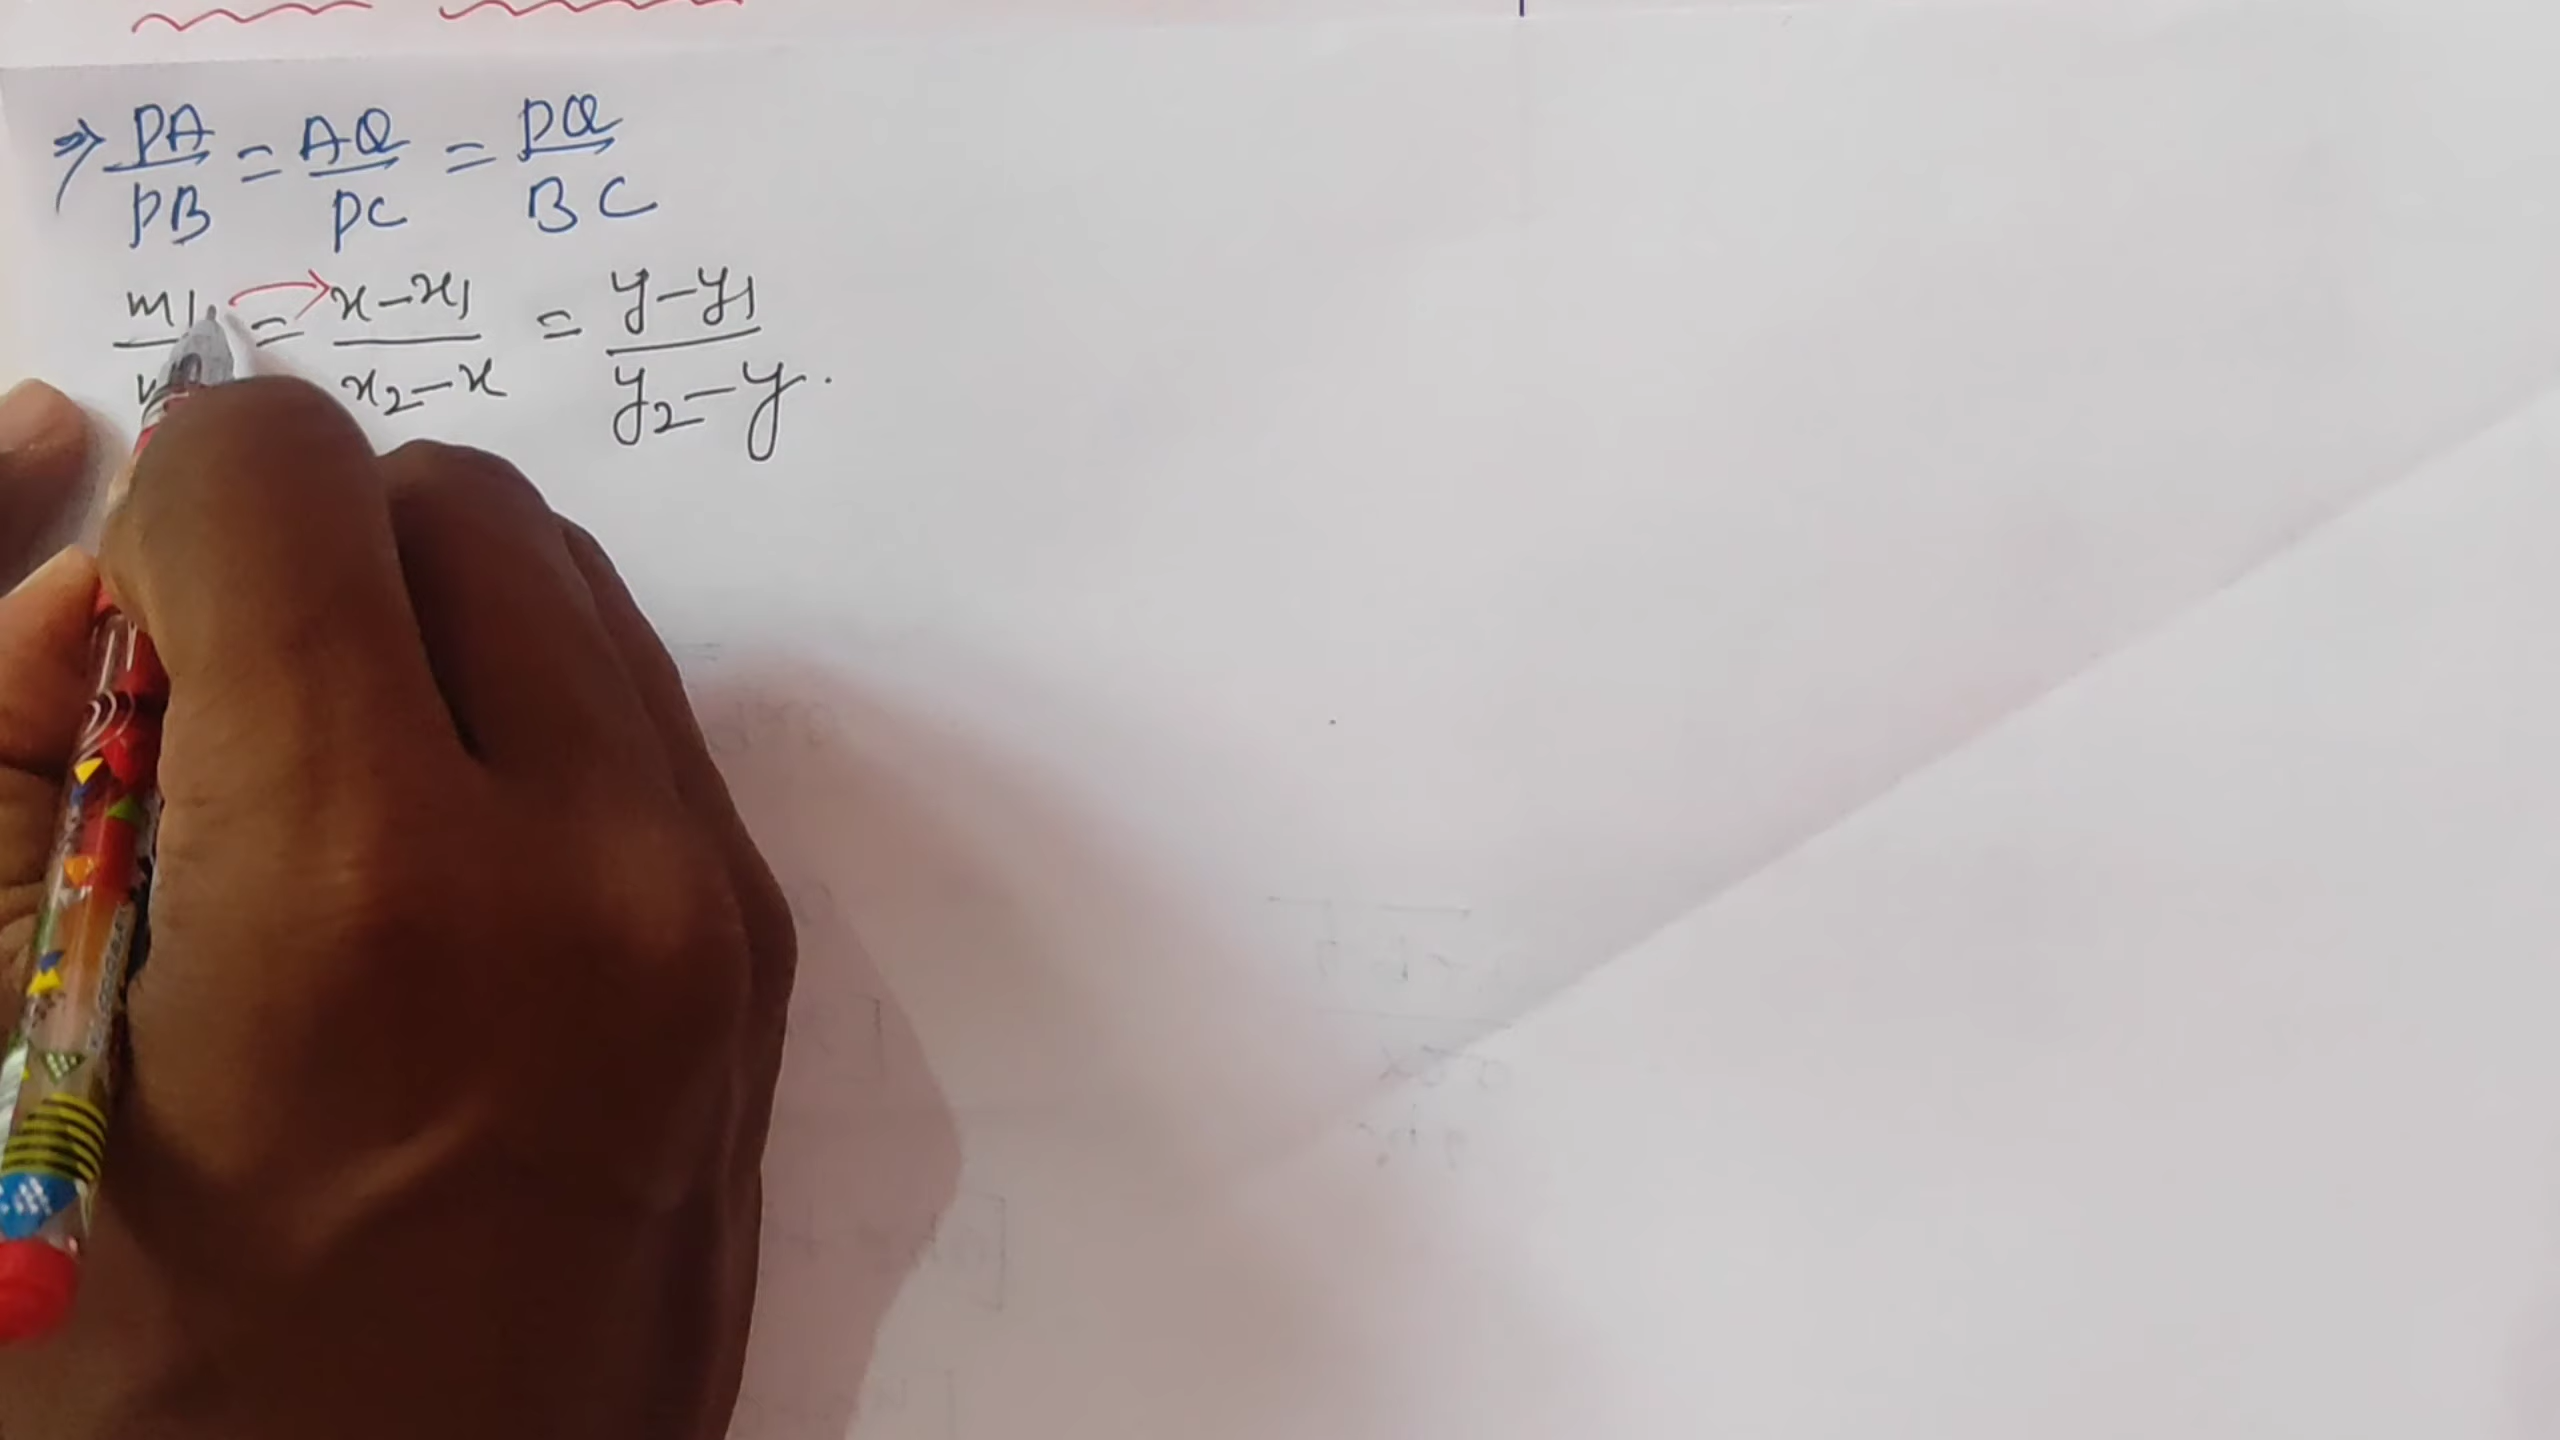 ⇒ PA/PB = AQ/PC = PQ/BC
m1/ = x-x1/x2-x = y-y1/y2-y.